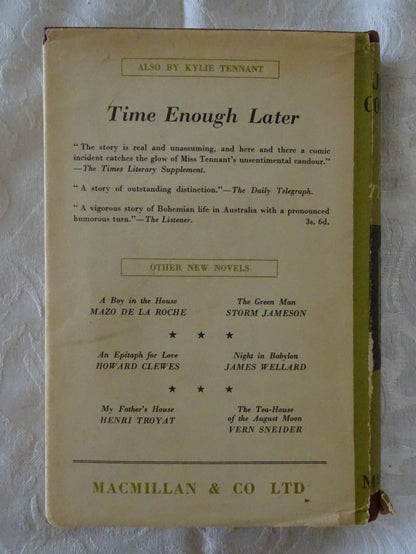 ALSO BY KYLIE TENNANT
Time Enough Later
“ The story is real and unassuming, and here and there a comic
incident catches the glow of Miss Tennant’s unsentimental candour.”
—The Times Literary Supplement.
“ A story of outstanding distinction.”—The Daily Telegraph.
“ A vigorous story of Bohemian life in Australia with a pronounced
humorous turn.”—The Listener. 3s. 6d.
OTHER NEW NOVELS
A Boy in the House The Green Man
MAZO DE LA ROCHE STORM JAMESON
★ ★ ★
An Epitaph for Love Night in Babylon
HOWARD CLEWES JAMES WELLARD
★ ★ ★
My Father’s House The Tea-House
HENRI TROYAT of the August Moon
VERN SNEIDER
MACMILLAN & CO LTD